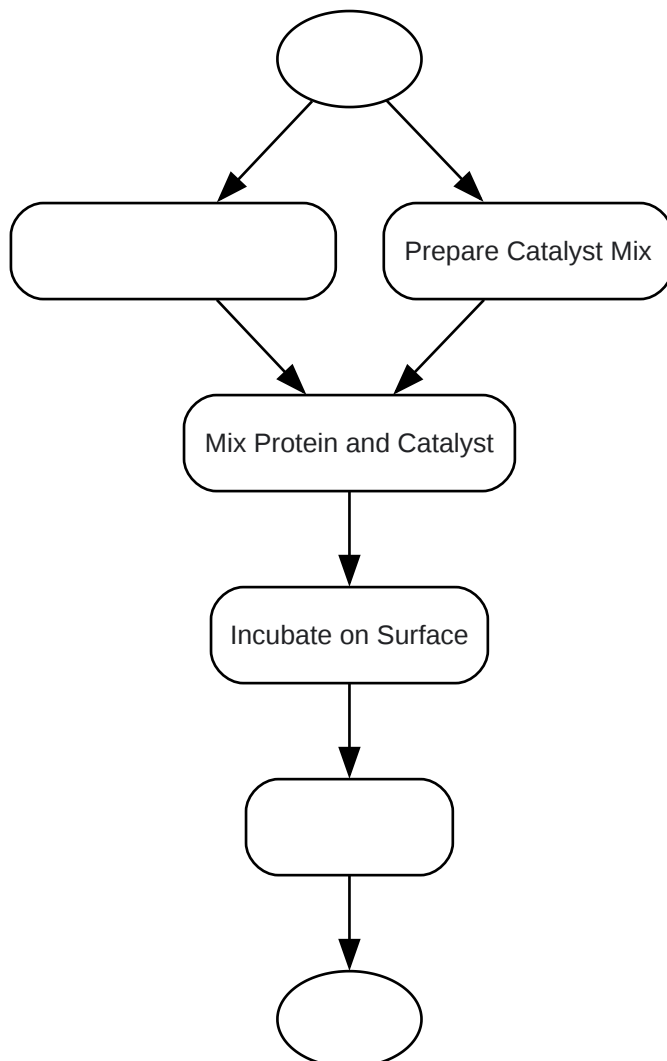 Prepare Catalyst Mix
Mix Protein and Catalyst
Incubate on Surface